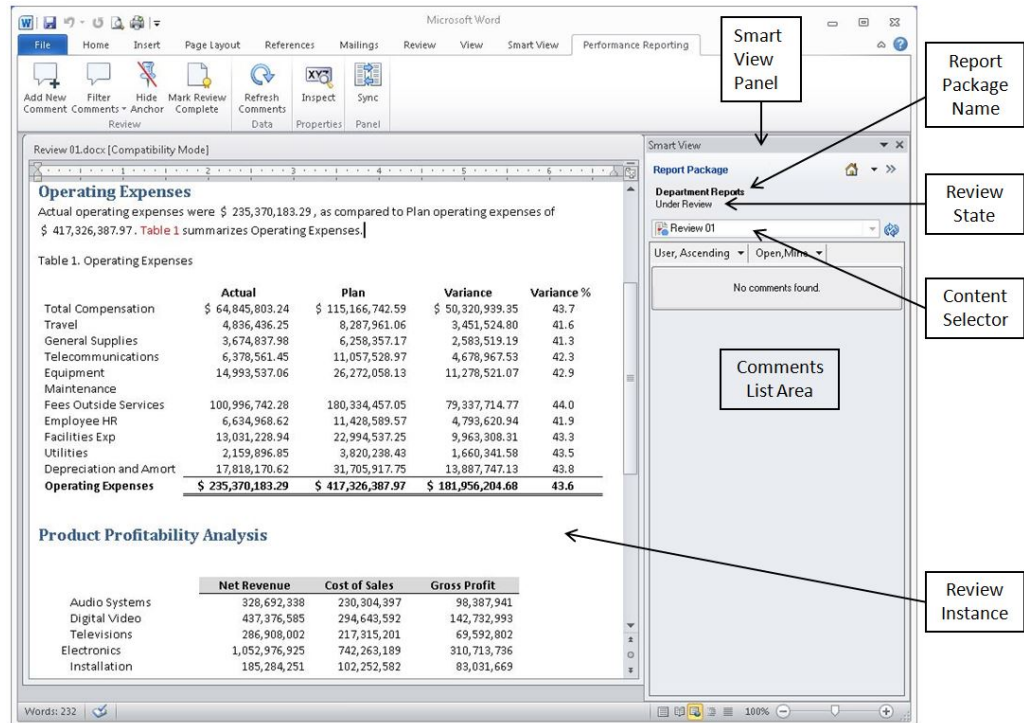 Microsoft Word
File Home Insert Page Layout References Mailings Review View Smart View Performance Reporting
Add New Comment
Filter Comments
Hide Anchor
Mark Review Complete
Refresh Comments
Inspect
Sync
Review Data Properties Panel
Review 01.docx [Compatibility Mode]
1 2 3 4 5 6
Operating Expenses
Actual operating expenses were $ 235,370,183.29 , as compared to Plan operating expenses of
$ 417,326,387.97 . Table 1 summarizes Operating Expenses.
Table 1. Operating Expenses
Actual Plan Variance Variance %
Total Compensation $ 64,845,803.24 $ 115,166,742.59 $ 50,320,939.35 43.7
Travel 4,836,436.25 8,287,961.06 3,451,524.80 41.6
General Supplies 3,674,837.98 6,258,357.17 2,583,519.19 41.3
Telecommunications 6,378,561.45 11,057,528.97 4,678,967.53 42.3
Equipment 14,993,537.06 26,272,058.13 11,278,521.07 42.9
Maintenance
Fees Outside Services 100,996,742.28 180,334,457.05 79,337,714.77 44.0
Employee HR 6,634,968.62 11,428,589.57 4,793,620.94 41.9
Facilities Exp 13,031,228.94 22,994,537.25 9,963,308.31 43.3
Utilities 2,159,896.85 3,820,238.43 1,660,341.58 43.5
Depreciation and Amort 17,818,170.62 31,705,917.75 13,887,747.13 43.8
Operating Expenses $ 235,370,183.29 $ 417,326,387.97 $ 181,956,204.68 43.6
Product Profitability Analysis
Net Revenue Cost of Sales Gross Profit
Audio Systems 328,692,338 230,304,397 98,387,941
Digital Video 437,376,585 294,643,592 142,732,993
Televisions 286,908,002 217,315,201 69,592,802
Electronics 1,052,976,925 742,263,189 310,713,736
Installation 185,284,251 102,252,582 83,031,669
Words: 232
100%
Smart View
Report Package
Department Reports
Under Review
Review 01
User, Ascending Open, Mine
No comments found.
Smart
View
Panel
Report
Package
Name
Review
State
Content
Selector
Comments
List Area
Review
Instance